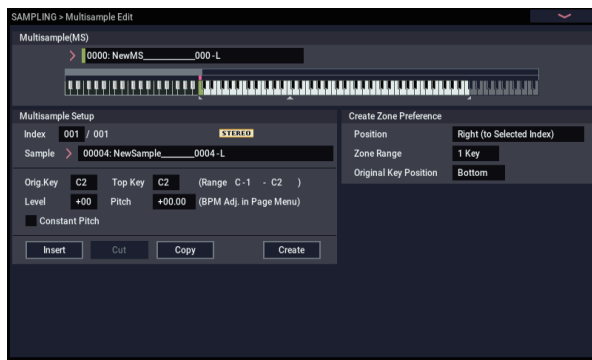 SAMPLING > Multisample Edit
Multisample(MS)
0000: NewMS__________000-L
Multisample Setup
Index 001 / 001 STEREO
Sample 00004: NewSample______0004-L
Orig.Key C2 Top Key C2 (Range C-1 - C2 )
Level +00 Pitch +00.00 (BPM Adj. in Page Menu)
Constant Pitch
Insert Cut Copy Create
Create Zone Preference
Position Right (to Selected Index)
Zone Range 1 Key
Original Key Position Bottom